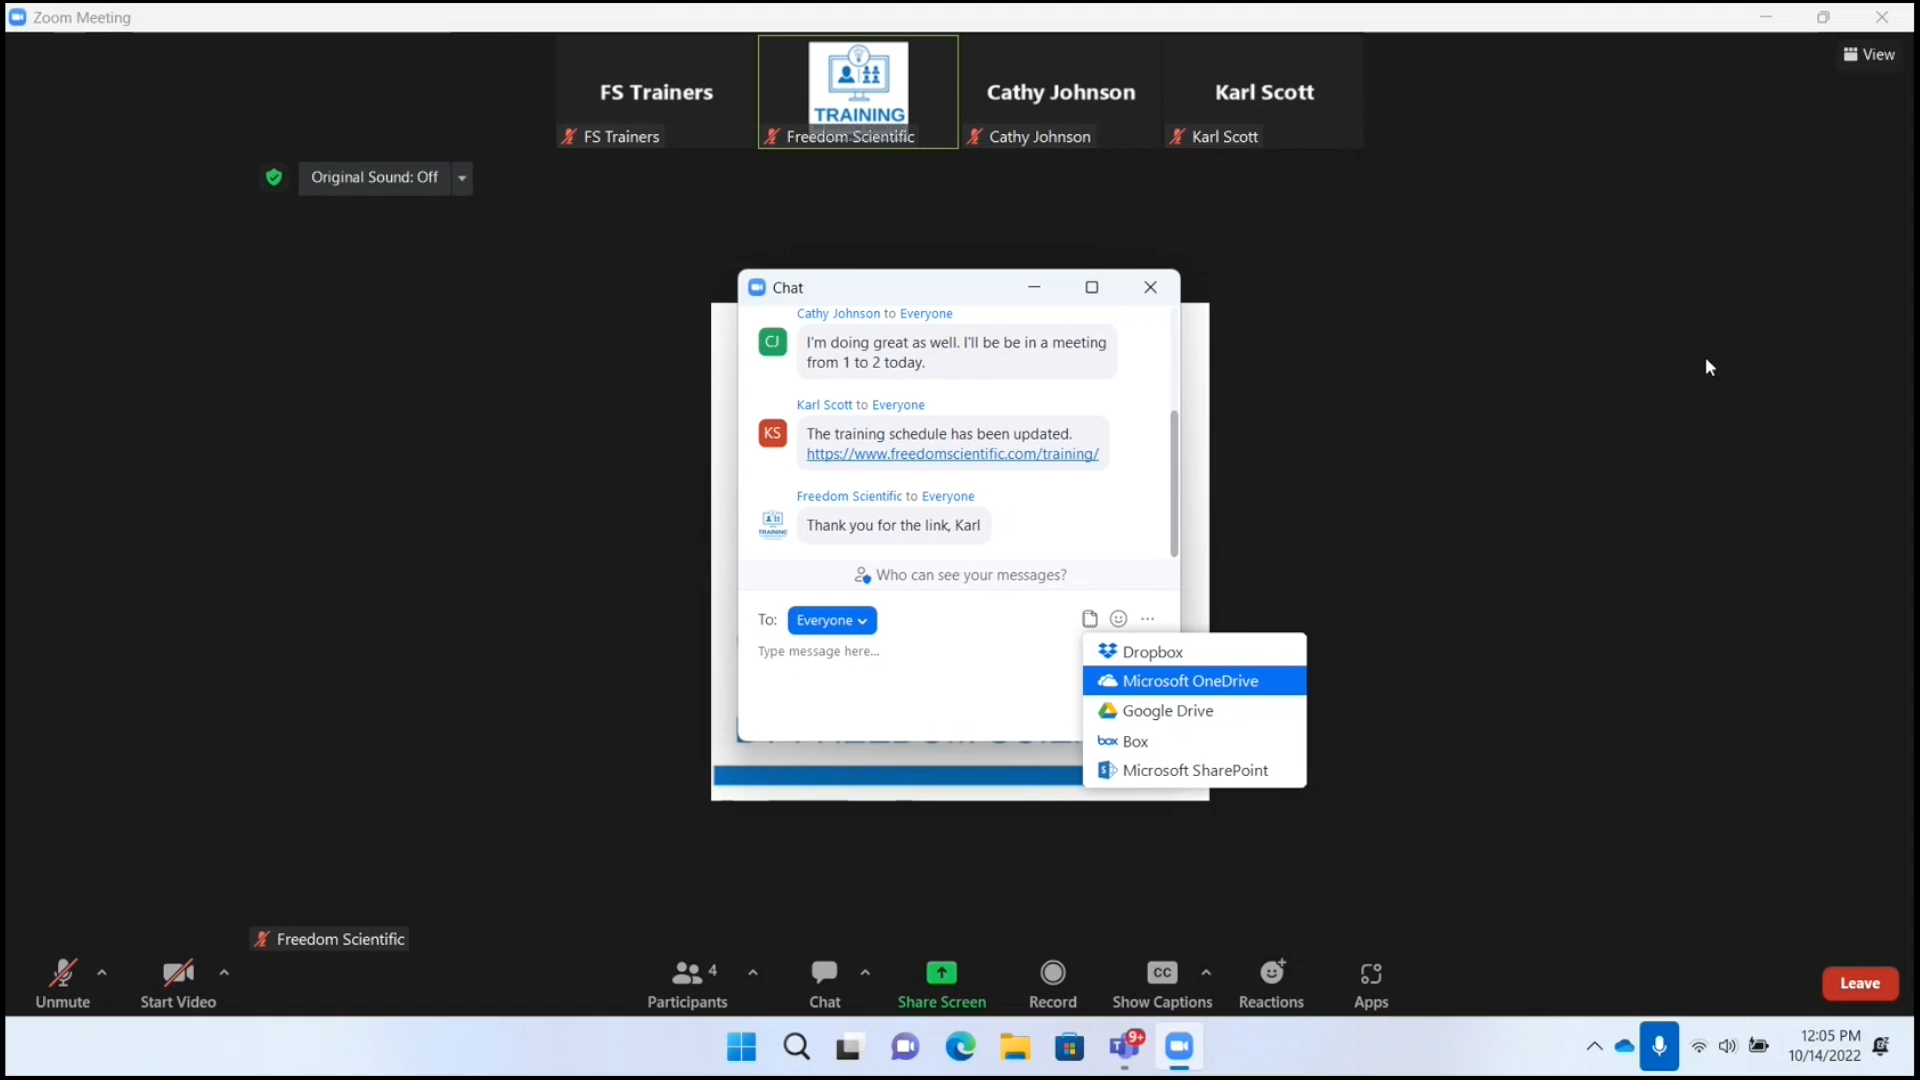 Zoom Meeting
View
FS Trainers
TRAINING
Cathy Johnson
Karl Scott
FS Trainers
Freedom Scientific
Cathy Johnson
Karl Scott
Original Sound: Off
Chat
Cathy Johnson to Everyone
CJ
I'm doing great as well. I'll be be in a meeting
from 1 to 2 today.
Karl Scott to Everyone
KS
The training schedule has been updated.
https://www.freedomscientific.com/training/
Freedom Scientific to Everyone
TRAINING
Thank you for the link, Karl
Who can see your messages?
To: Everyone
Type message here...
Dropbox
Microsoft OneDrive
Google Drive
box Box
Microsoft SharePoint
Freedom Scientific
4
CC
Unmute
Start Video
Participants
Chat
Share Screen
Record
Show Captions
Reactions
Apps
Leave
9+
12:05 PM
10/14/2022